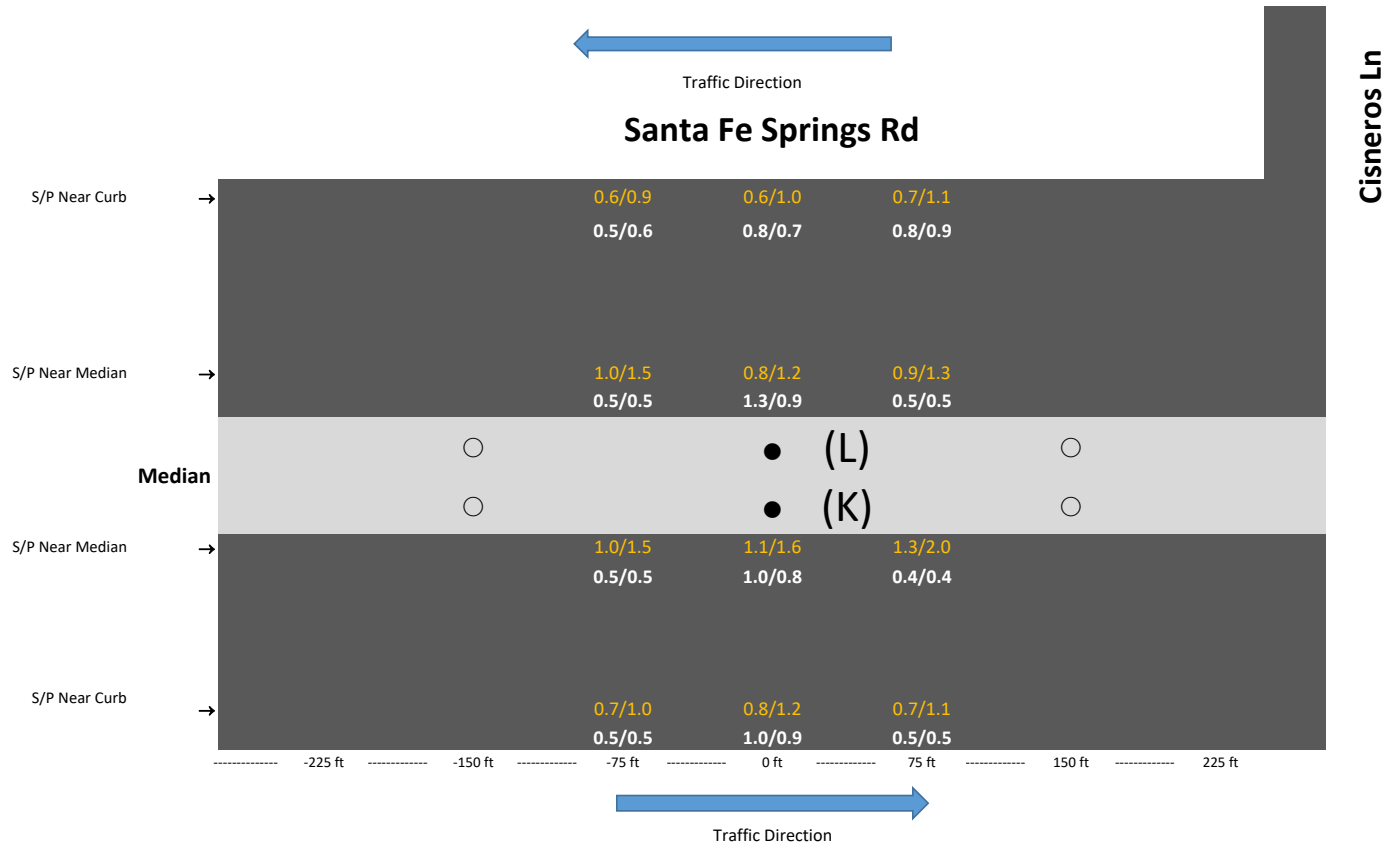 Traffic Direction
Santa Fe Springs Rd
Cisneros Ln
S/P Near Curb → 0.6/0.9 0.6/1.0 0.7/1.1
0.5/0.6 0.8/0.7 0.8/0.9
S/P Near Median → 1.0/1.5 0.8/1.2 0.9/1.3
0.5/0.5 1.3/0.9 0.5/0.5
(L)
Median
(K)
S/P Near Median → 1.0/1.5 1.1/1.6 1.3/2.0
0.5/0.5 1.0/0.8 0.4/0.4
S/P Near Curb → 0.7/1.0 0.8/1.2 0.7/1.1
0.5/0.5 1.0/0.9 0.5/0.5
-------------- -225 ft ------------- -150 ft ------------- -75 ft ------------- 0 ft ------------- 75 ft ------------- 150 ft ------------- 225 ft
Traffic Direction